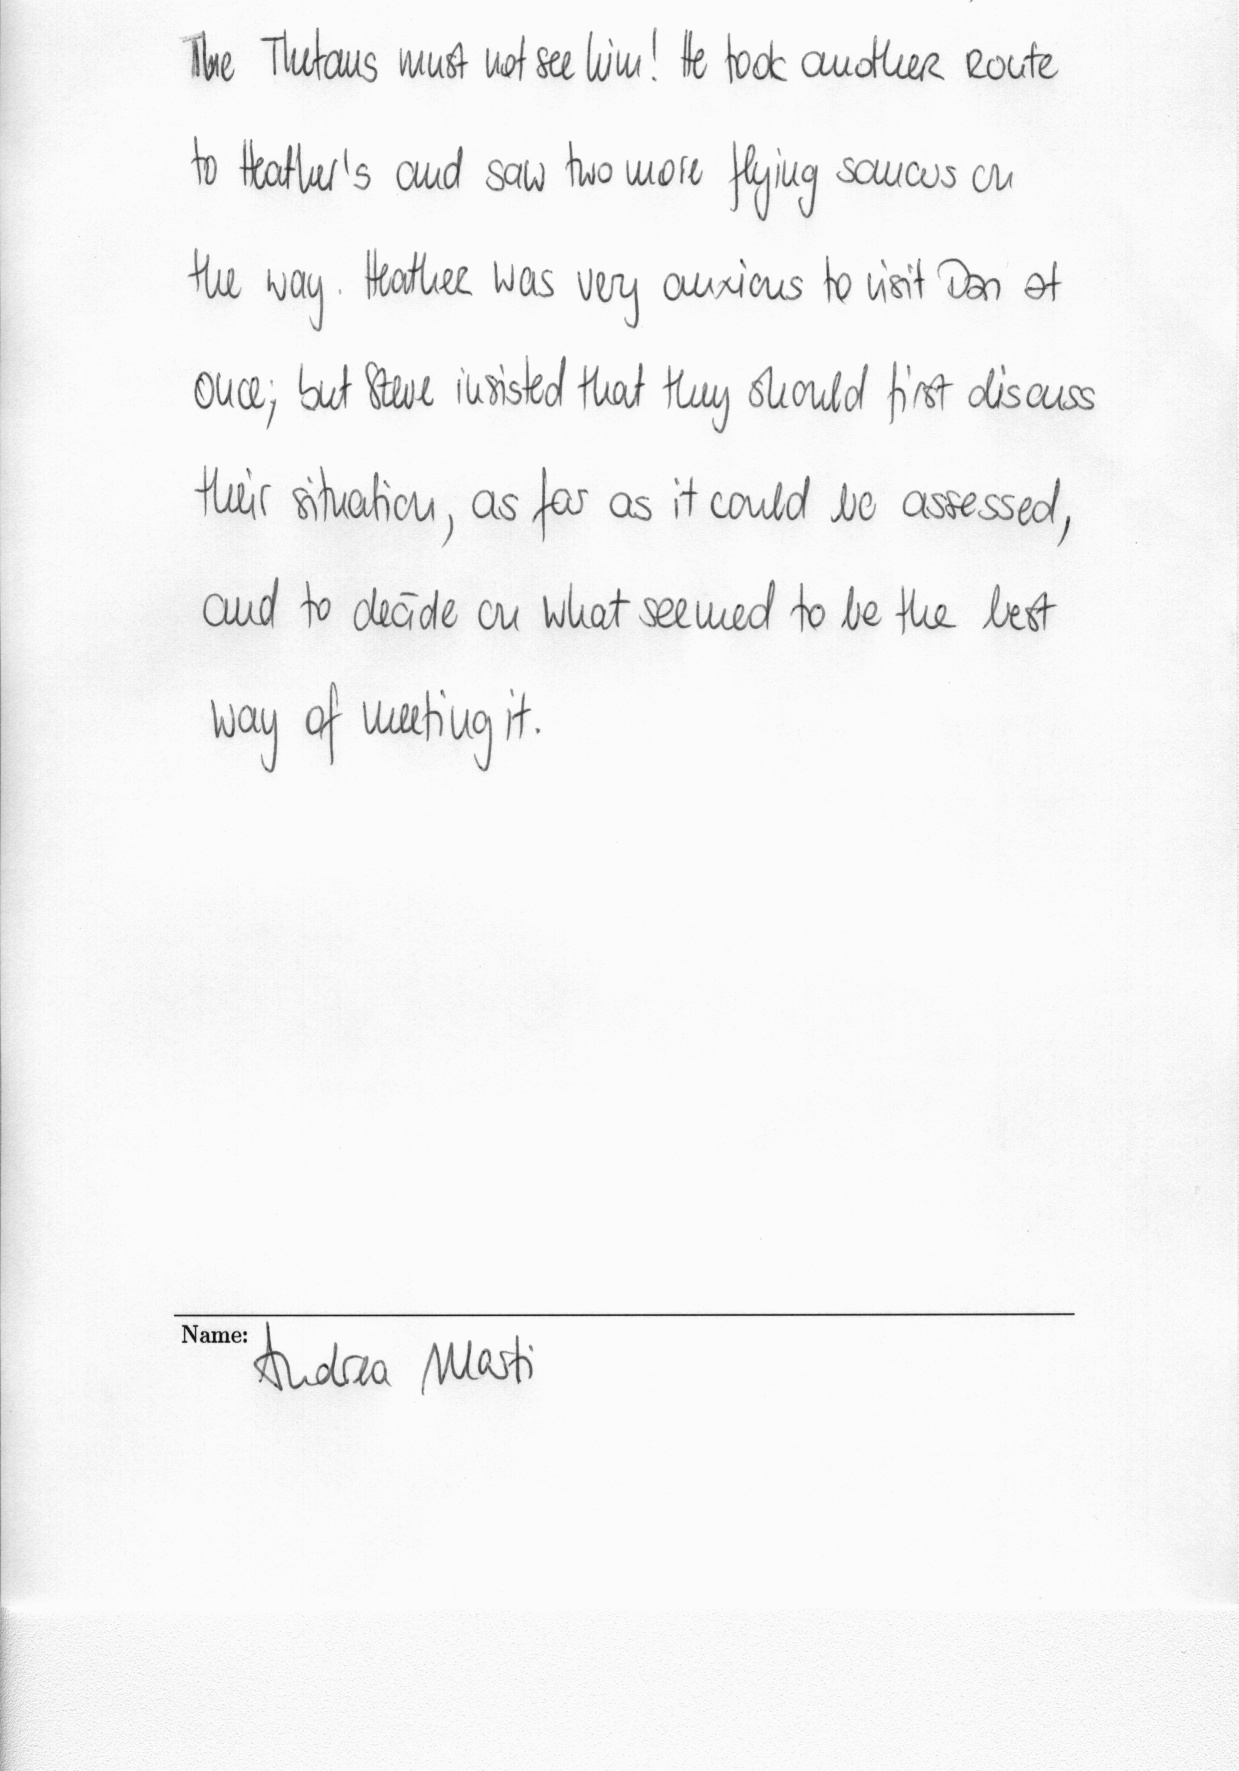 The Thetans must not see him! He took another route
to Heather's and saw two more flying saucers on
the way. Heather was very anxious to visit Dan at
once; but Steve insisted that they should first discuss
their situation, as far as it could be assessed,
and to decide on what seemed to be the best
way of meeting it.
Name:
Andrea Masti